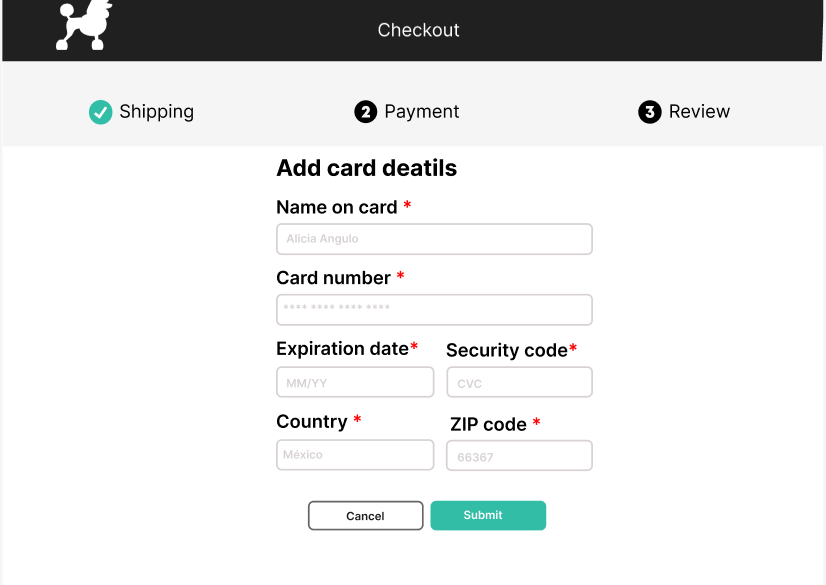 Checkout
Shipping 2 Payment 3 Review
Add card deatils
Name on card *
Alicia Angulo
Card number *
**** **** **** ****
Expiration date* Security code*
MM/YY CVC
Country * ZIP code *
México 66367
Cancel Submit